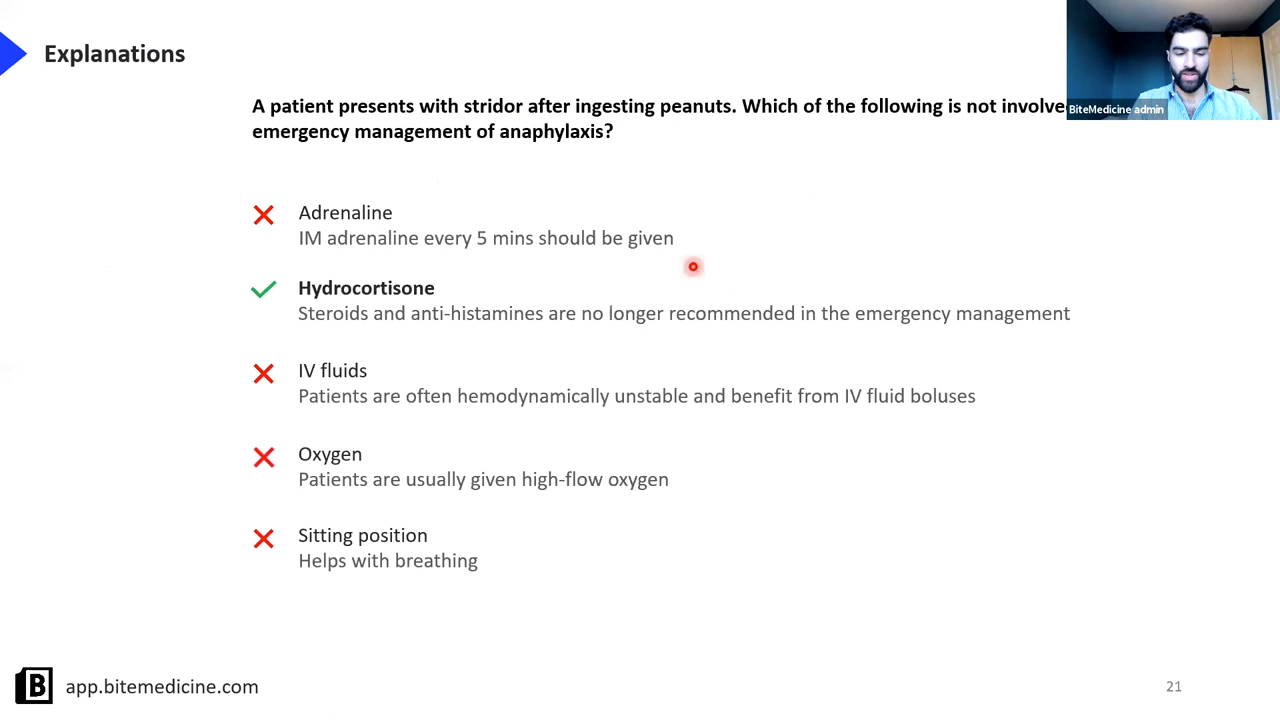 Explanations
A patient presents with stridor after ingesting peanuts. Which of the following is not
emergency management of anaphylaxis?
BiteMedicine admin
Adrenaline
IM adrenaline every 5 mins should be given
Hydrocortisone
Steroids and anti-histamines are no longer recommended in the emergency management
IV fluids
Patients are often hemodynamically unstable and benefit from IV fluid boluses
Oxygen
Patients are usually given high-flow oxygen
Sitting position
Helps with breathing
B app.bitemedicine.com
21